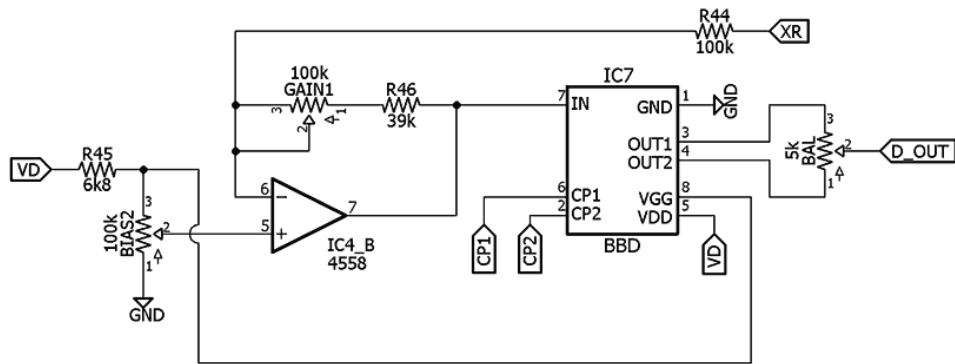 R44
100k
XR
100k
GAIN1
3
1
2
R46
39k
IC7
7
IN
GND
1
GND
OUT1
3
OUT2
4
3
5k
BAL
2
1
D_OUT
VD
R45
6k8
6
CP1
2
CP2
VGG
8
VDD
5
BBD
CP1
CP2
VD
3
100k
BIAS2
2
1
GND
6
5
7
IC4_B
4558